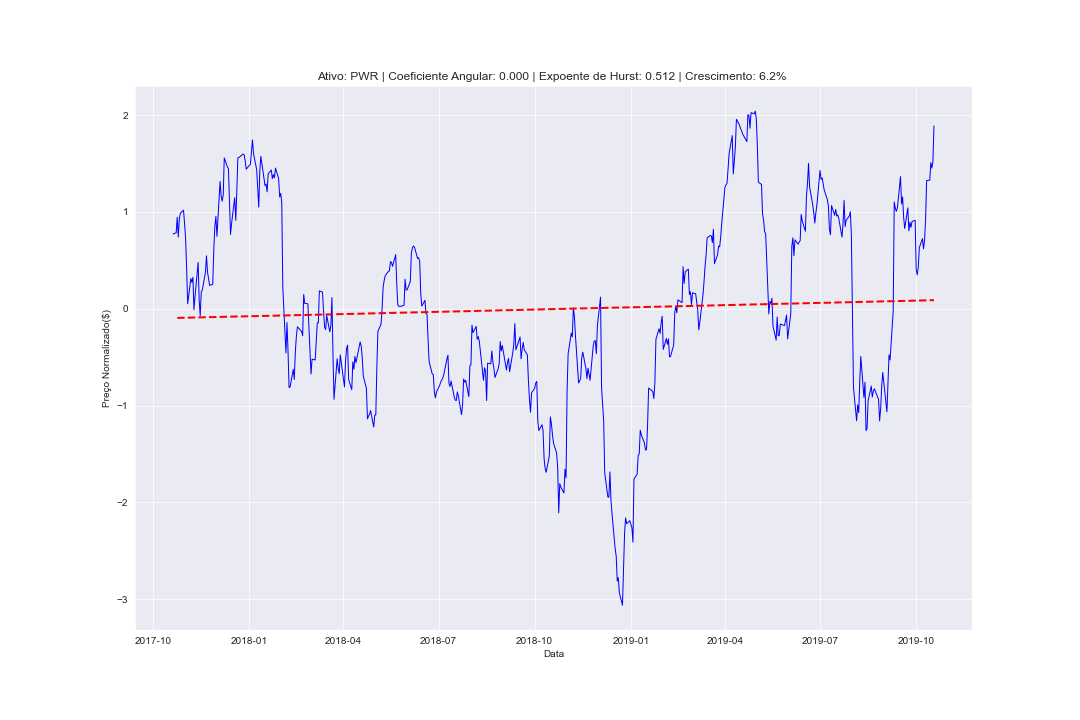 Ativo: PWR | Coeficiente Angular: 0.000 | Expoente de Hurst: 0.512 | Crescimento: 6.2%
Preço Normalizado($)
2
1
0
−1
−2
−3
2017-10 2018-01 2018-04 2018-07 2018-10 2019-01 2019-04 2019-07 2019-10
Data